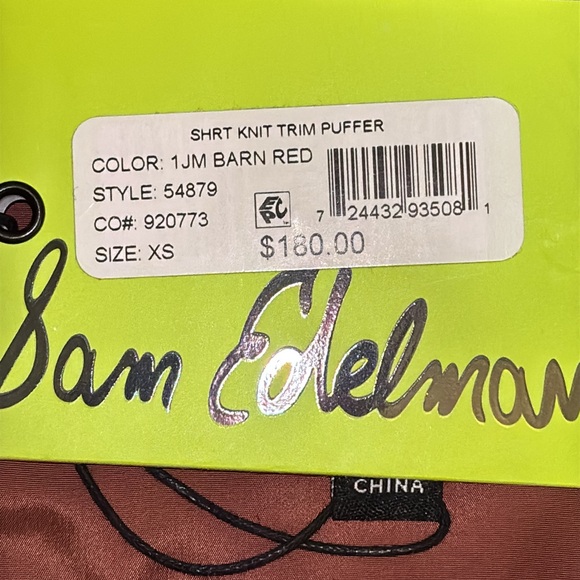 SHRT KNIT TRIM PUFFER
COLOR: 1JM BARN RED
STYLE: 54879
CO#: 920773
SIZE: XS
EPC
7 24432 93508 1
$180.00
Sam Edelman
CHINA